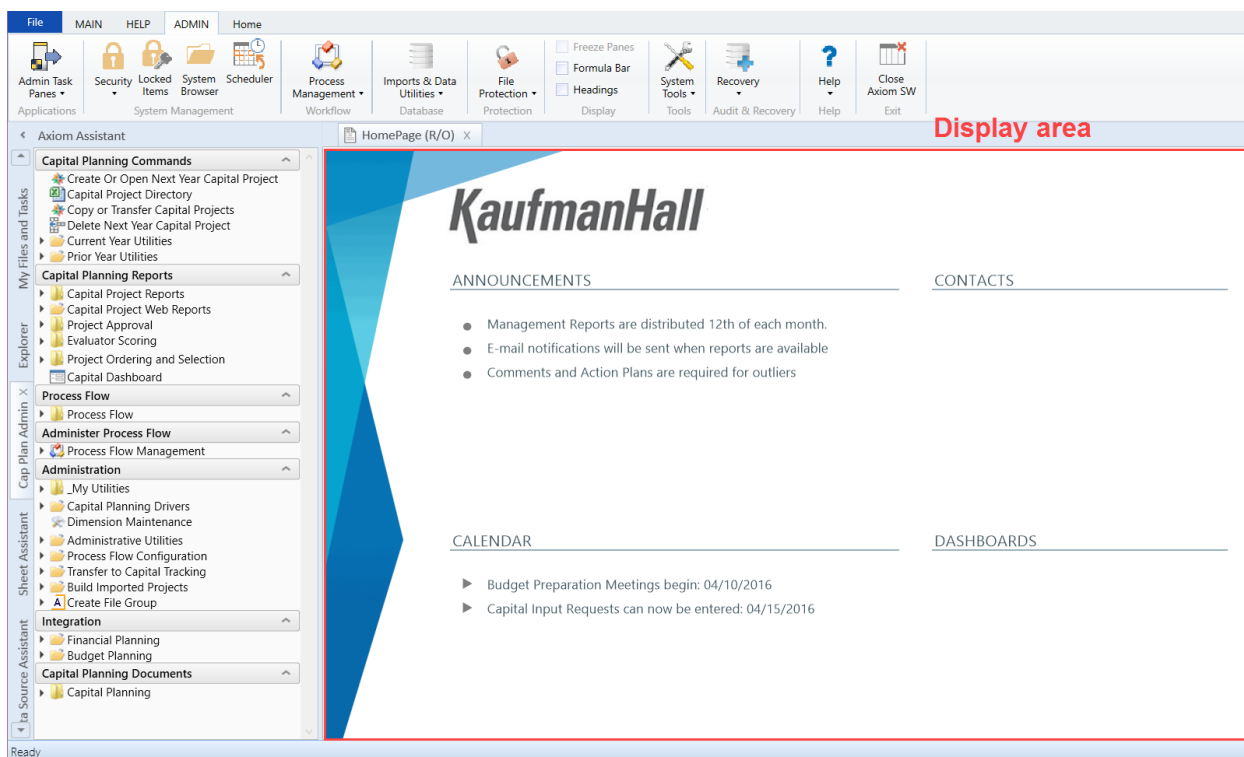 File MAIN HELP ADMIN Home
Admin Task Panes
Security
Locked Items
System Browser
Scheduler
Process Management
Imports & Data Utilities
File Protection
Freeze Panes
Formula Bar
Headings
System Tools
Recovery
Help
Close Axiom SW
Applications System Management Workflow Database Protection Display Tools Audit & Recovery Help Exit
Display area
Axiom Assistant
HomePage (R/O) X
My Files and Tasks
Explorer
Cap Plan Admin X
Sheet Assistant
ta Source Assistant
Capital Planning Commands
Create Or Open Next Year Capital Project
Capital Project Directory
Copy or Transfer Capital Projects
Delete Next Year Capital Project
Current Year Utilities
Prior Year Utilities
Capital Planning Reports
Capital Project Reports
Capital Project Web Reports
Project Approval
Evaluator Scoring
Project Ordering and Selection
Capital Dashboard
Process Flow
Process Flow
Administer Process Flow
Process Flow Management
Administration
_My Utilities
Capital Planning Drivers
Dimension Maintenance
Administrative Utilities
Process Flow Configuration
Transfer to Capital Tracking
Build Imported Projects
A Create File Group
Integration
Financial Planning
Budget Planning
Capital Planning Documents
Capital Planning
KaufmanHall
ANNOUNCEMENTS
Management Reports are distributed 12th of each month.
E-mail notifications will be sent when reports are available
Comments and Action Plans are required for outliers
CONTACTS
CALENDAR
Budget Preparation Meetings begin: 04/10/2016
Capital Input Requests can now be entered: 04/15/2016
DASHBOARDS
Ready